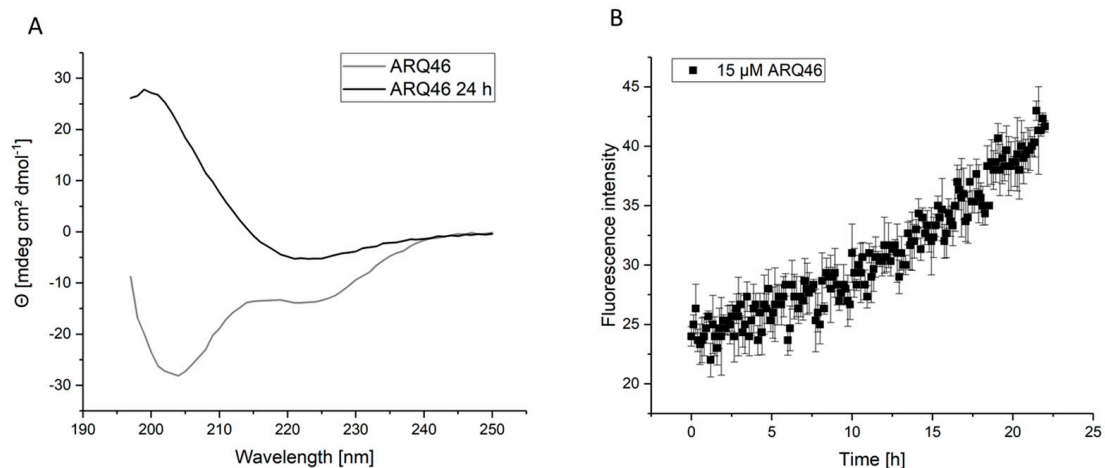 A
ARQ46
ARQ46 24 h
Θ [mdeg cm² dmol⁻¹]
30
20
10
0
-10
-20
-30
190
200
210
220
230
240
250
Wavelength [nm]
B
15 µM ARQ46
Fluorescence intensity
45
40
35
30
25
20
0
5
10
15
20
25
Time [h]